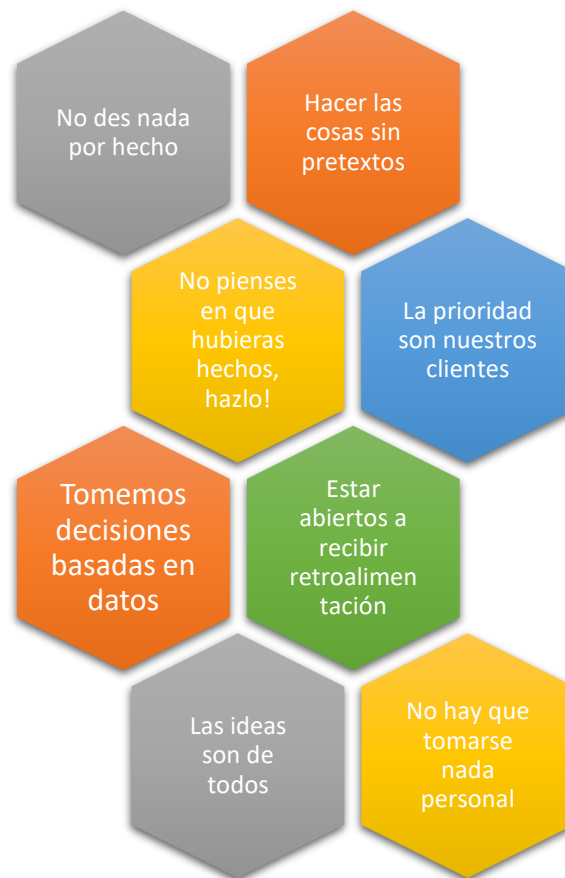 No des nada
por hecho
Hacer las
cosas sin
pretextos
No pienses
en que
hubieras
hechos,
hazlo!
La prioridad
son nuestros
clientes
Tomemos
decisiones
basadas en
datos
Estar
abiertos a
recibir
retroalimen
tación
Las ideas
son de
todos
No hay que
tomarse
nada
personal